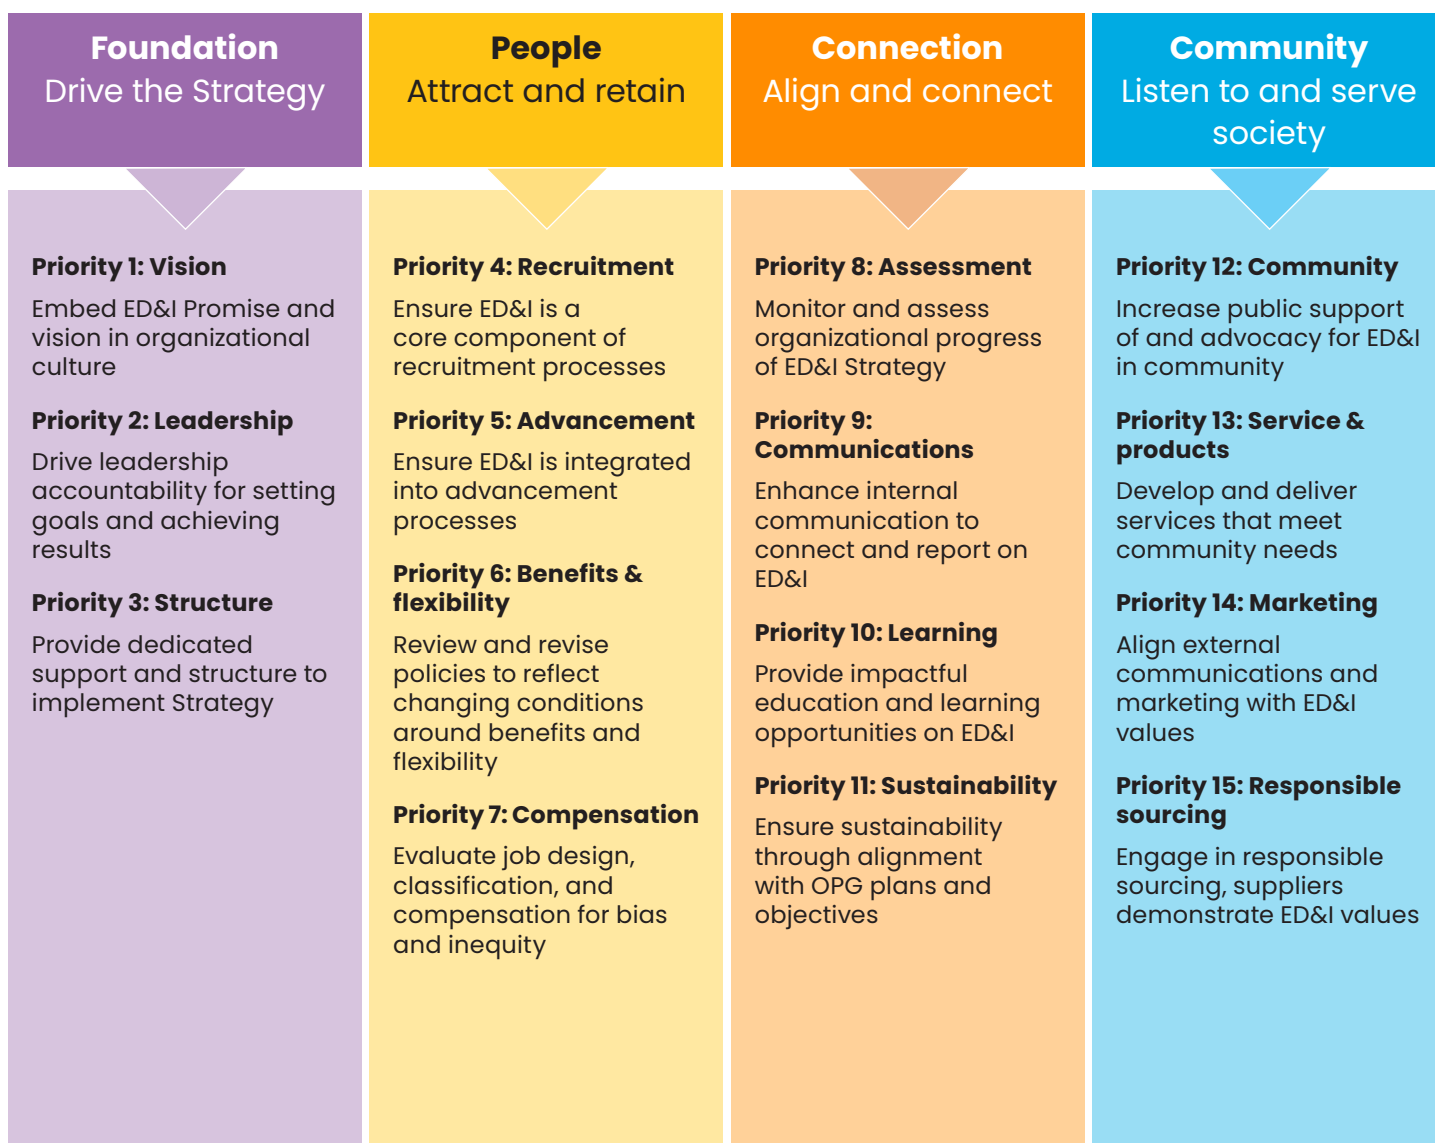 Foundation
Drive the Strategy
Priority 1: Vision
Embed ED&I Promise and
vision in organizational
culture
Priority 2: Leadership
Drive leadership
accountability for setting
goals and achieving
results
Priority 3: Structure
Provide dedicated
support and structure to
implement Strategy
People
Attract and retain
Priority 4: Recruitment
Ensure ED&I is a
core component of
recruitment processes
Priority 5: Advancement
Ensure ED&I is integrated
into advancement
processes
Priority 6: Benefits &
flexibility
Review and revise
policies to reflect
changing conditions
around benefits and
flexibility
Priority 7: Compensation
Evaluate job design,
classification, and
compensation for bias
and inequity
Connection
Align and connect
Priority 8: Assessment
Monitor and assess
organizational progress
of ED&I Strategy
Priority 9:
Communications
Enhance internal
communication to
connect and report on
ED&I
Priority 10: Learning
Provide impactful
education and learning
opportunities on ED&I
Priority 11: Sustainability
Ensure sustainability
through alignment
with OPG plans and
objectives
Community
Listen to and serve
society
Priority 12: Community
Increase public support
of and advocacy for ED&I
in community
Priority 13: Service &
products
Develop and deliver
services that meet
community needs
Priority 14: Marketing
Align external
communications and
marketing with ED&I
values
Priority 15: Responsible
sourcing
Engage in responsible
sourcing, suppliers
demonstrate ED&I values